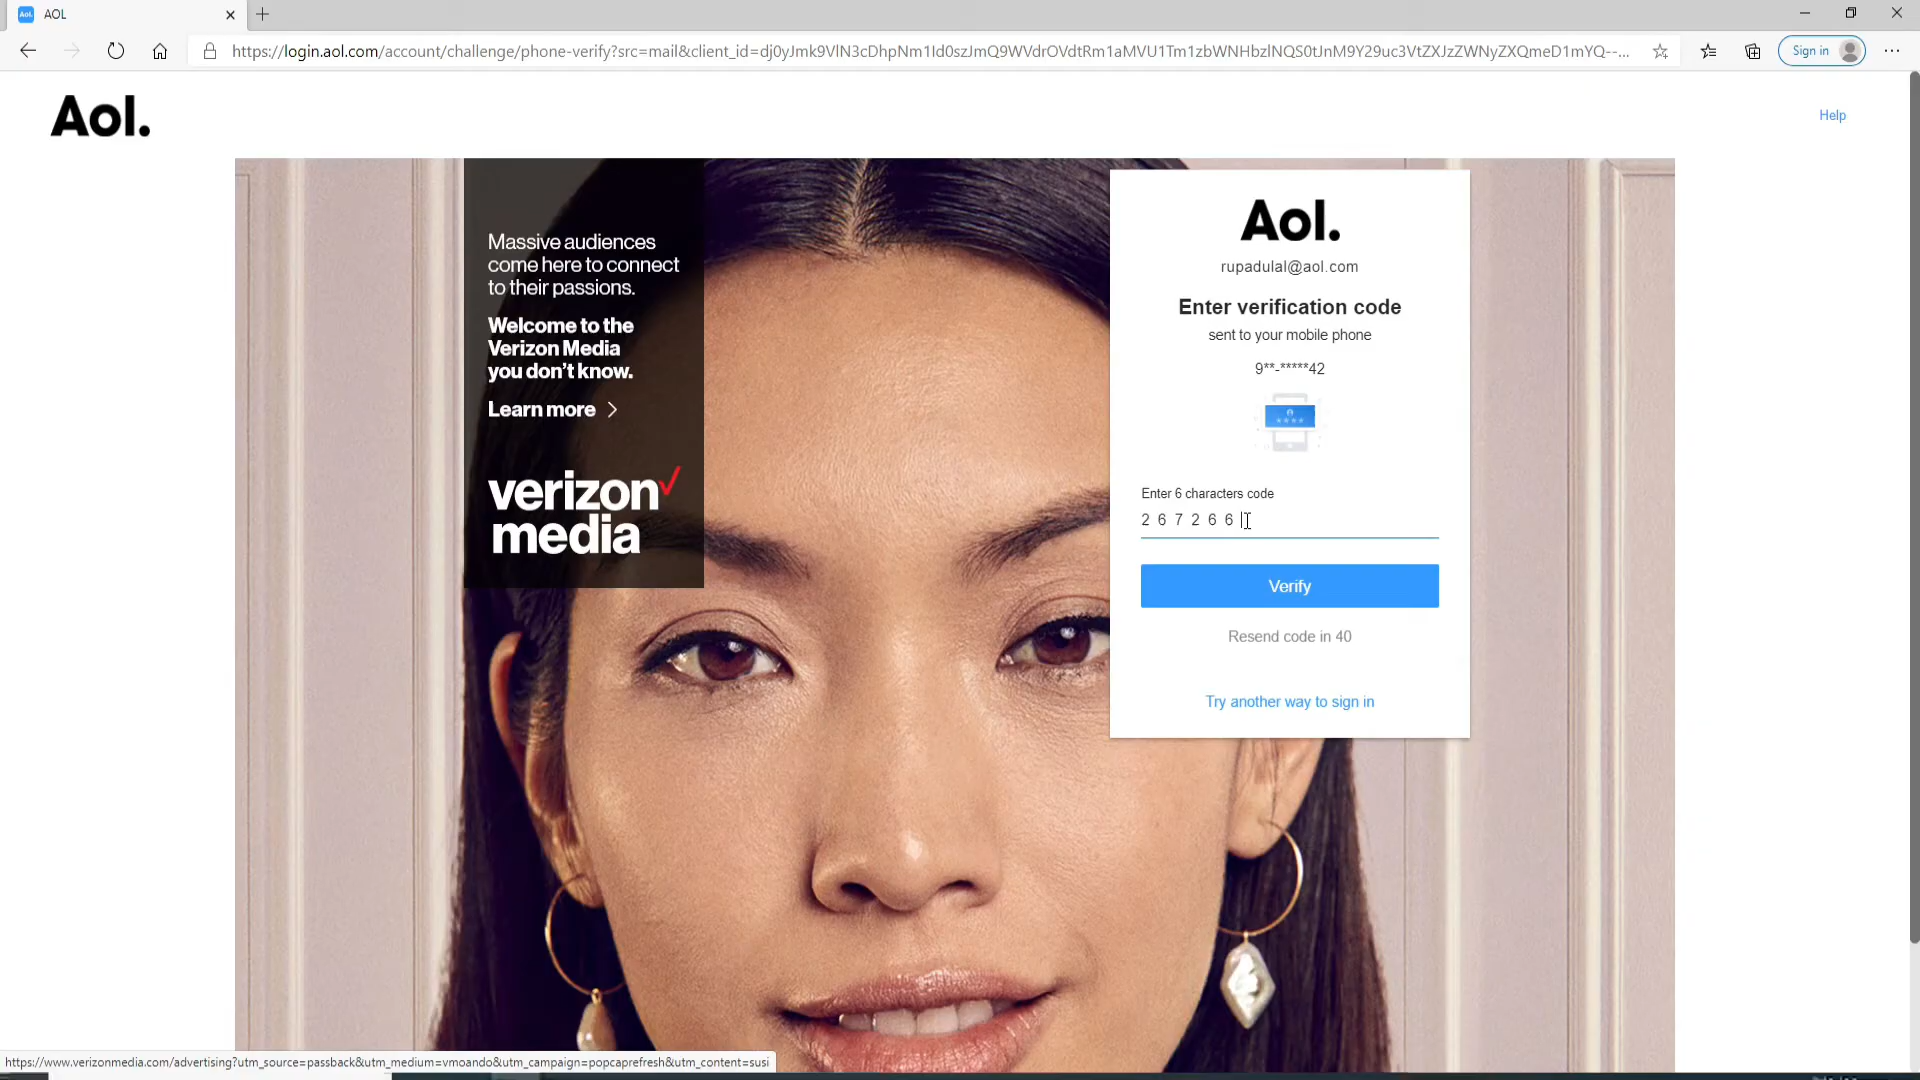 AOL
https://login.aol.com/account/challenge/phone-verify?src=mail&client_id=dj0yJmk9VlN3cDhpNm1Id0szJmQ9WVdrOVdtRm1aMVU1Tm1zbWNHbzlNQS0tJnM9Y29uc3VtZXJzZWNyZXQmeD1mYQ--...
Sign in
Aol.
Help
Massive audiences
come here to connect
to their passions.
Welcome to the
Verizon Media
you don't know.
Learn more
verizon
media
Aol.
rupadulal@aol.com
Enter verification code
sent to your mobile phone
9**-*****42
Enter 6 characters code
2 6 7 2 6 6
Verify
Resend code in 40
Try another way to sign in
https://www.verizonmedia.com/advertising?utm_source=passback&utm_medium=vmoando&utm_campaign=popcaprefresh&utm_content=susi